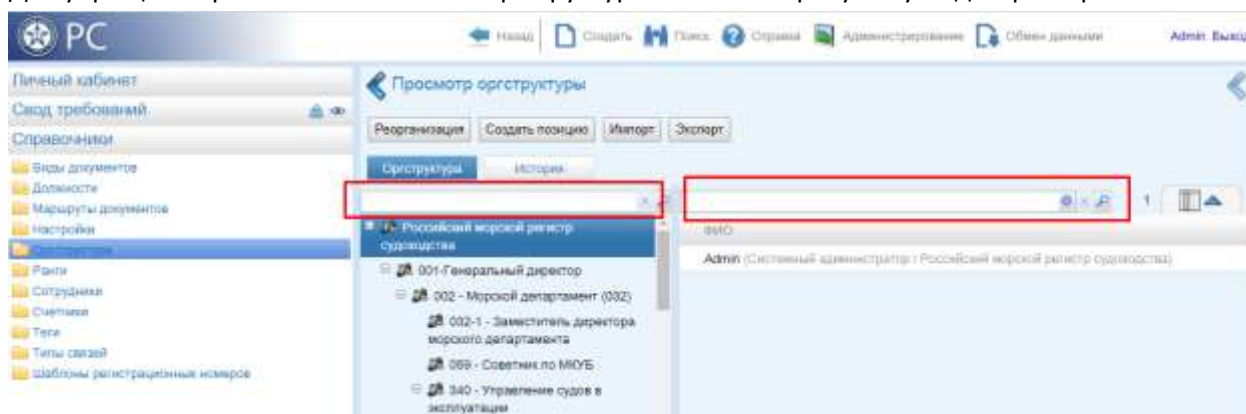 РС
Назад
Создать
Поиск
Справка
Администрирование
Обмен данными
Admin Выход
Личный кабинет
Свод требований
Справочники
Виды документов
Должности
Маршруты документов
Настройки
Оргструктура
Ранги
Сотрудники
Счетчики
Теги
Типы связей
Шаблоны регистрационных номеров
Просмотр оргструктуры
Реорганизация
Создать позицию
Импорт
Экспорт
Оргструктура
История
Российский морской регистр
судоходства
001-Генеральный директор
002 - Морской департамент (032)
002-1 - Заместитель директора
морского департамента
069 - Советник по МКУБ
340 - Управление судов в
эксплуатации
1
ФИО
Admin (Системный администратор / Российский морской регистр судоходства)